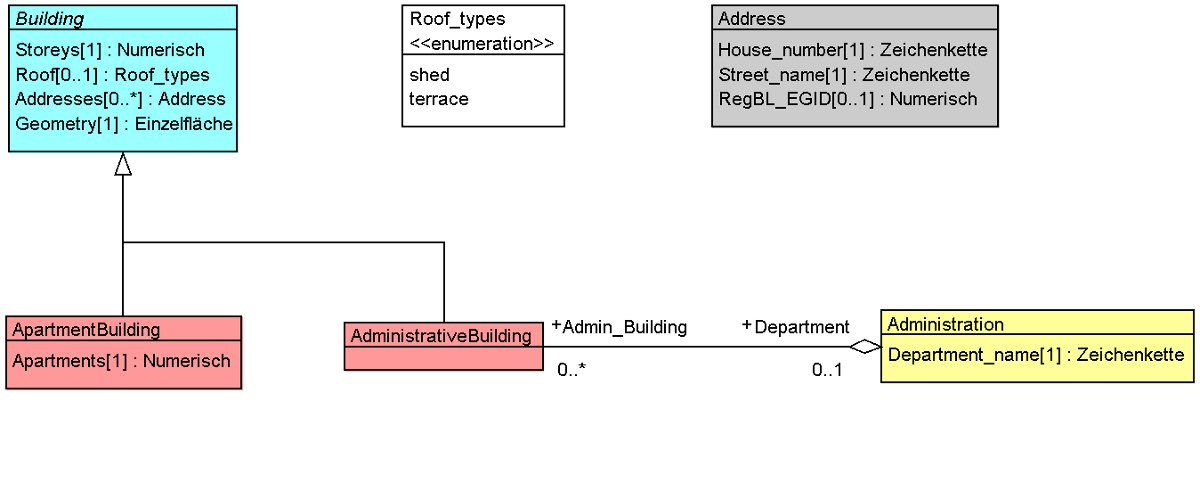 Building
Storeys[1] : Numerisch
Roof[0..1] : Roof_types
Addresses[0..*] : Address
Geometry[1] : Einzelfläche
Roof_types
<<enumeration>>
shed
terrace
Address
House_number[1] : Zeichenkette
Street_name[1] : Zeichenkette
RegBL_EGID[0..1] : Numerisch
ApartmentBuilding
Apartments[1] : Numerisch
AdministrativeBuilding
+Admin_Building
0..*
+Department
0..1
Administration
Department_name[1] : Zeichenkette